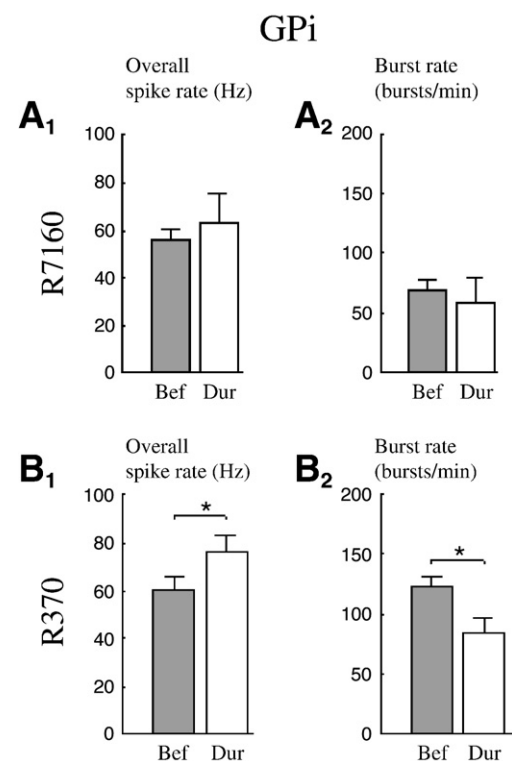 GPi
Overall
spike rate (Hz)
Burst rate
(bursts/min)
A1
A2
R7160
100
80
60
40
20
0
Bef Dur
200
150
100
50
0
Bef Dur
Overall
spike rate (Hz)
Burst rate
(bursts/min)
B1
B2
R370
100
80
60
40
20
0
*
Bef Dur
200
150
100
50
0
*
Bef Dur